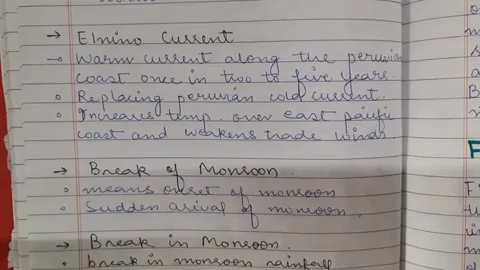 → Elnino Current
→ Warm current along the peruvian
coast once in two to five years.
∘ Replacing peruvian cold current.
∘ Increases temp. over east pacific
coast and weakens trade winds.
→ Break of Monsoon.
∘ means onset of monsoon
∘ Sudden arival of monsoon.
→ Break in Monsoon.
∘ break in monsoon rainfall